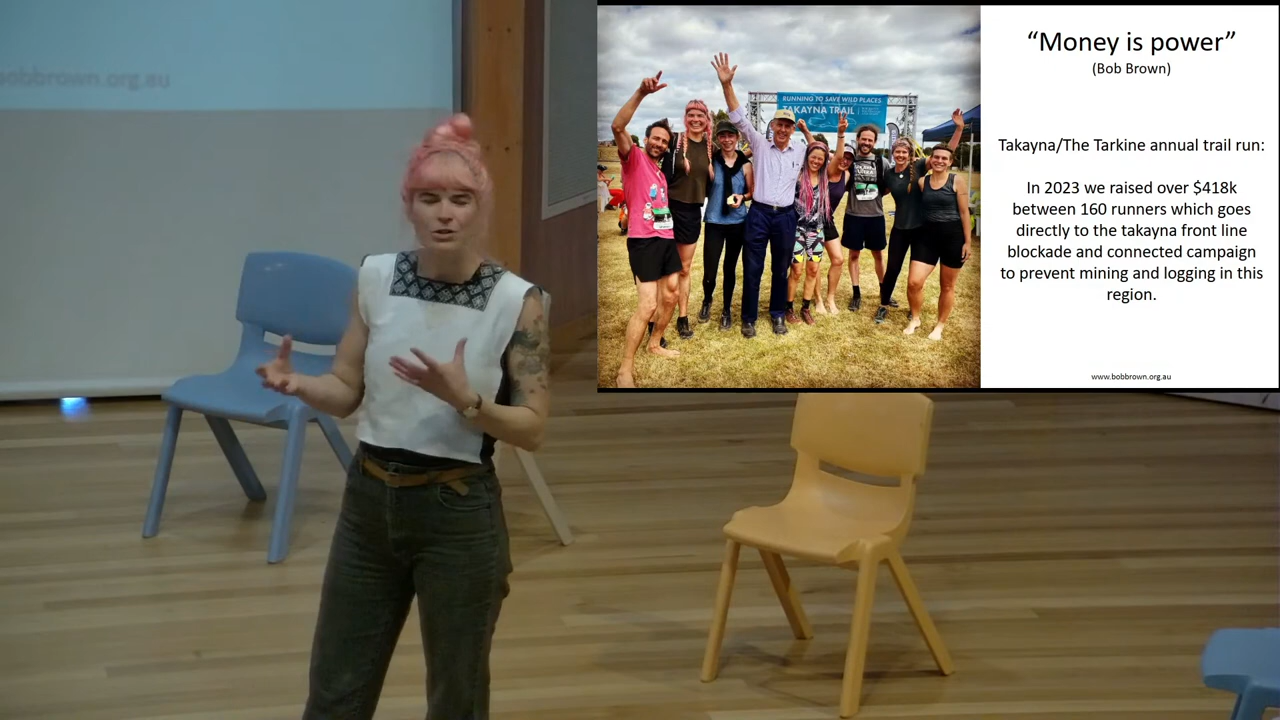 bobbrown.org.au
RUNNING TO SAVE WILD PLACES
TAKAYNA TRAIL
“Money is power”
(Bob Brown)
Takayna/The Tarkine annual trail run:
In 2023 we raised over $418k
between 160 runners which goes
directly to the takayna front line
blockade and connected campaign
to prevent mining and logging in this
region.
www.bobbrown.org.au